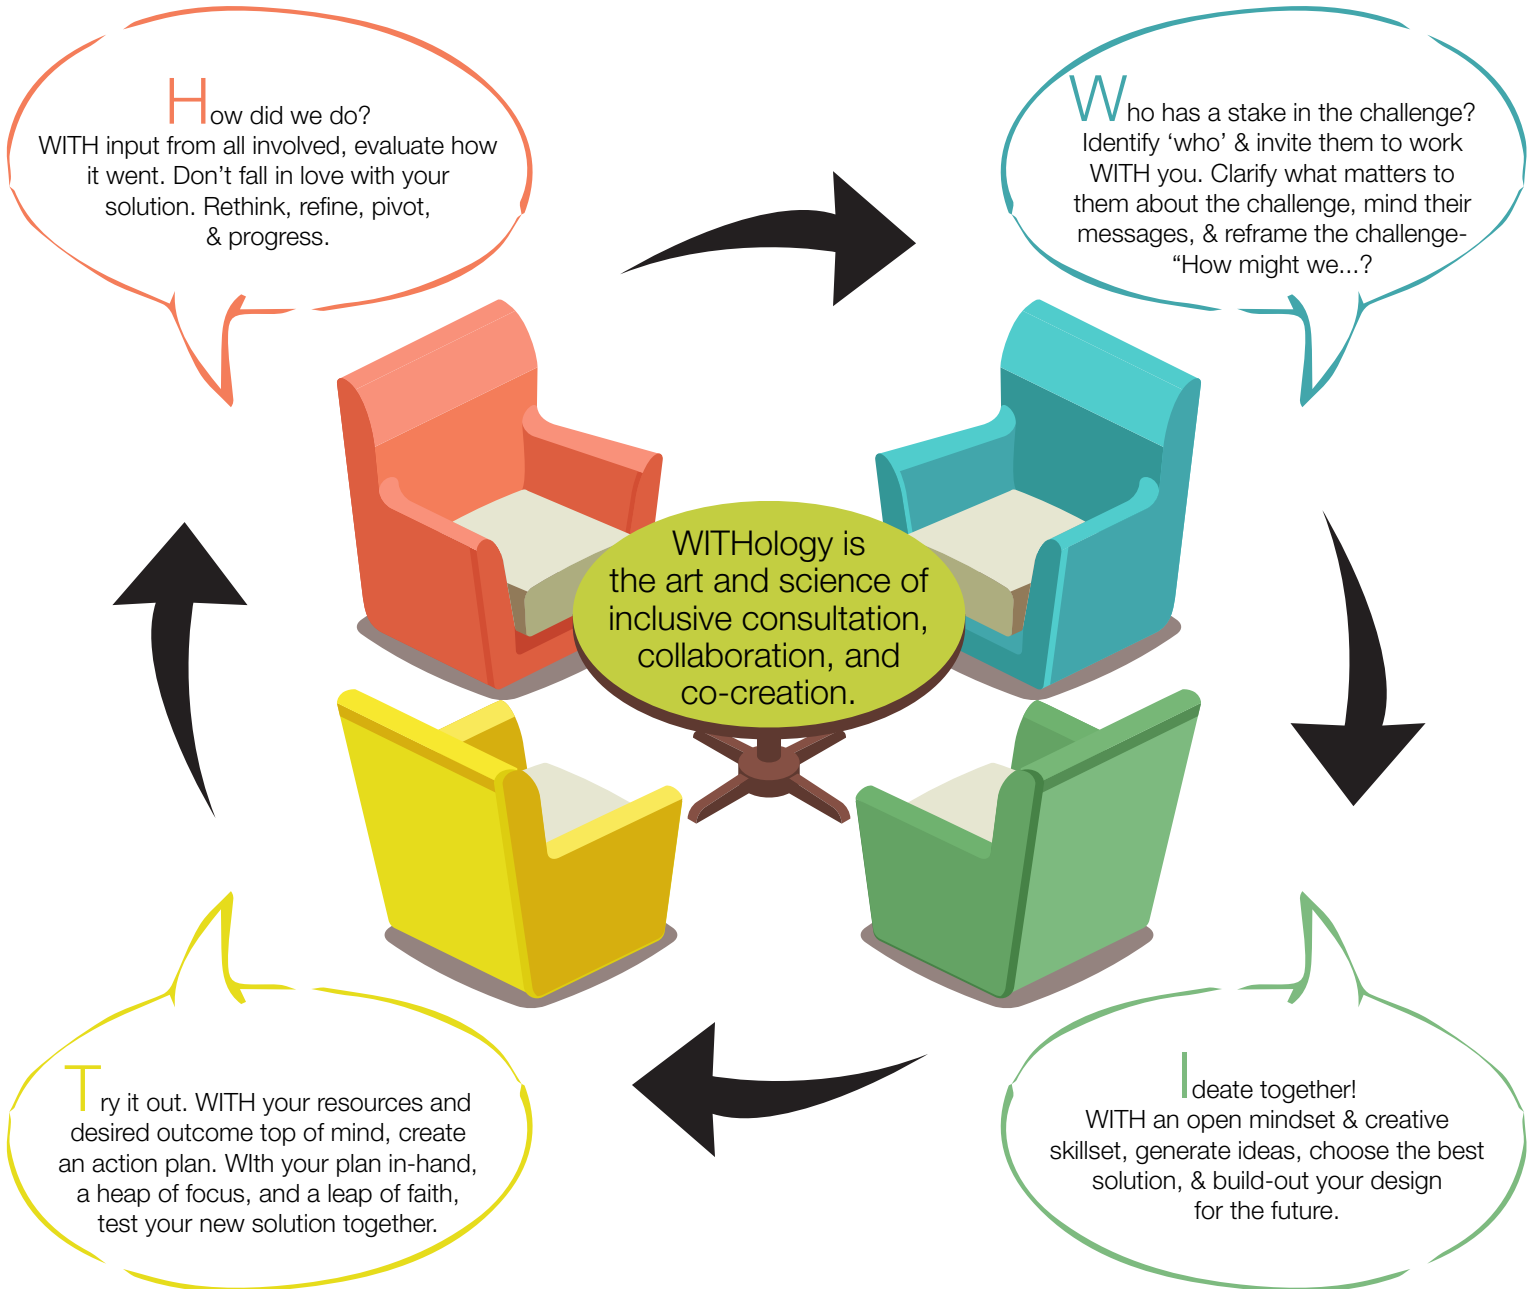 How did we do?
WITH input from all involved, evaluate how
it went. Don’t fall in love with your
solution. Rethink, refine, pivot,
& progress.
Who has a stake in the challenge?
Identify ‘who’ & invite them to work
WITH you. Clarify what matters to
them about the challenge, mind their
messages, & reframe the challenge-
“How might we...?
WITHology is
the art and science of
inclusive consultation,
collaboration, and
co-creation.
Try it out. WITH your resources and
desired outcome top of mind, create
an action plan. WIth your plan in-hand,
a heap of focus, and a leap of faith,
test your new solution together.
Ideate together!
WITH an open mindset & creative
skillset, generate ideas, choose the best
solution, & build-out your design
for the future.